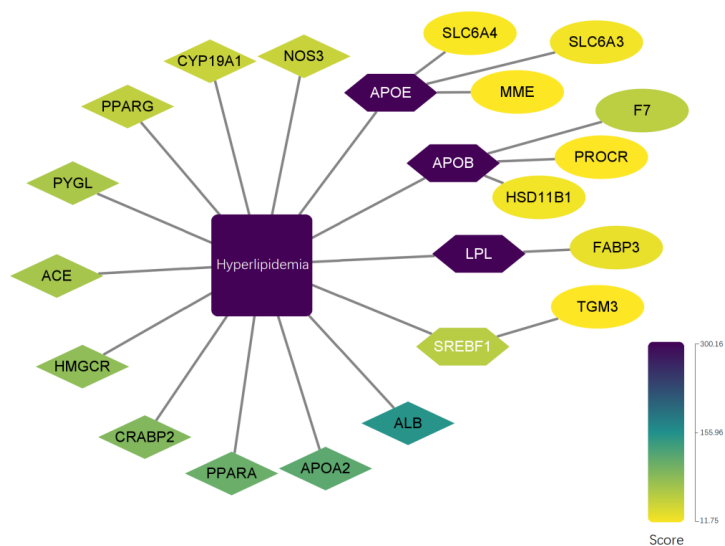 SLC6A4
SLC6A3
NOS3
CYP19A1
APOE
MME
PPARG
F7
PROCR
APOB
PYGL
HSD11B1
FABP3
LPL
Hyperlipidemia
ACE
TGM3
SREBF1
HMGCR
ALB
CRABP2
APOA2
PPARA
300.16
155.96
11.75
Score